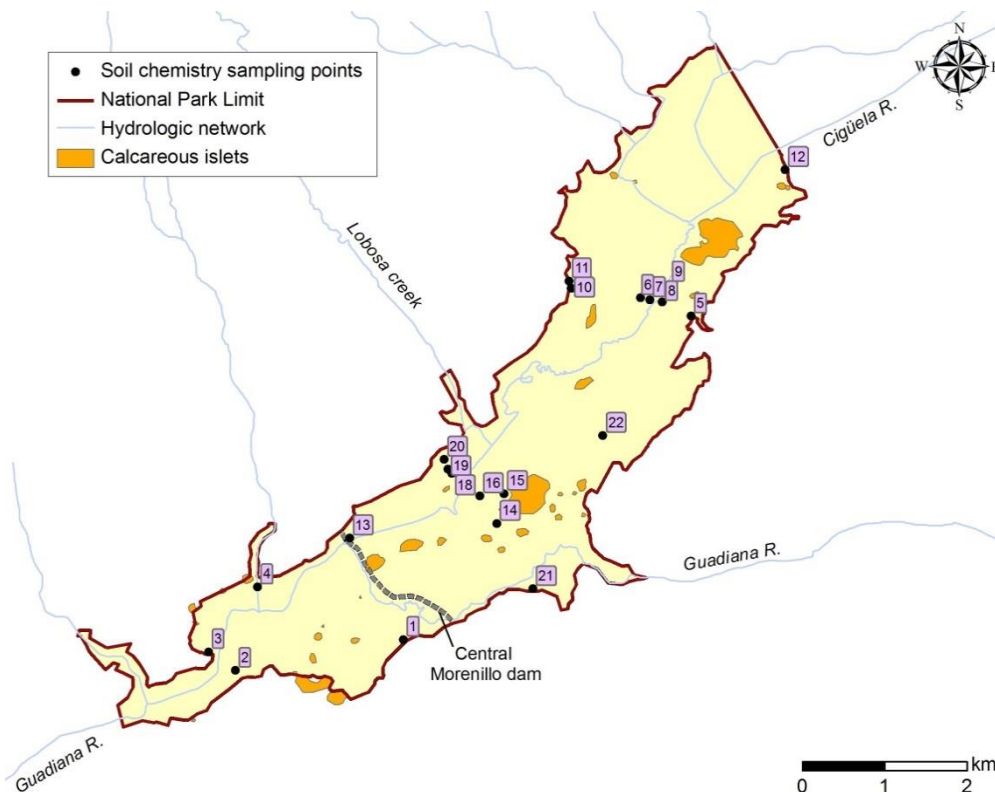 Soil chemistry sampling points
National Park Limit
Hydrologic network
Calcareous islets
N
W
E
S
Cigüela R.
12
Lobosa creek
11
10
9
6
7
8
5
22
20
19
18
16
15
14
13
4
21
Guadiana R.
3
1
2
Central
Morenillo dam
Guadiana R.
km
0
1
2